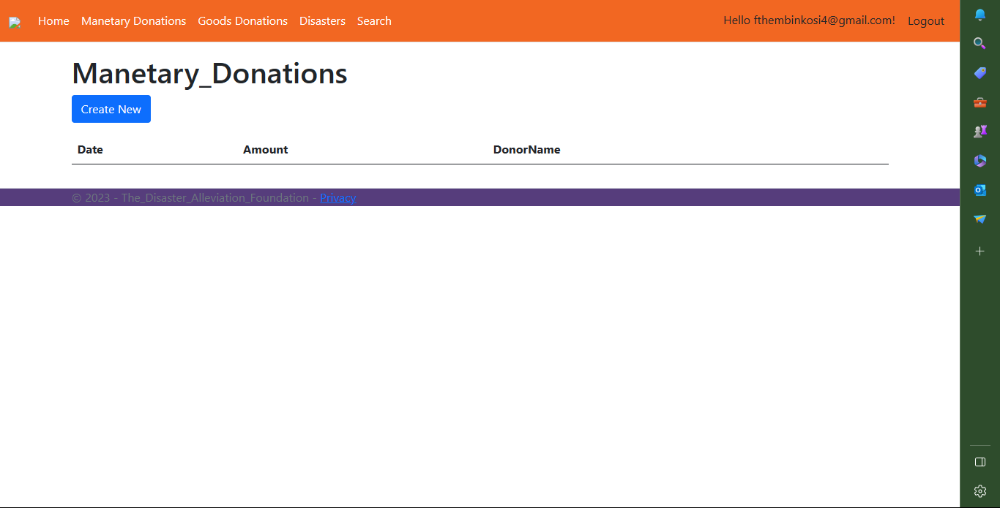 Home Manetary Donations Goods Donations Disasters Search Hello fthembinkosi4@gmail.com! Logout
Manetary_Donations
Create New
Date Amount DonorName
© 2023 - The_Disaster_Alleviation_Foundation - Privacy